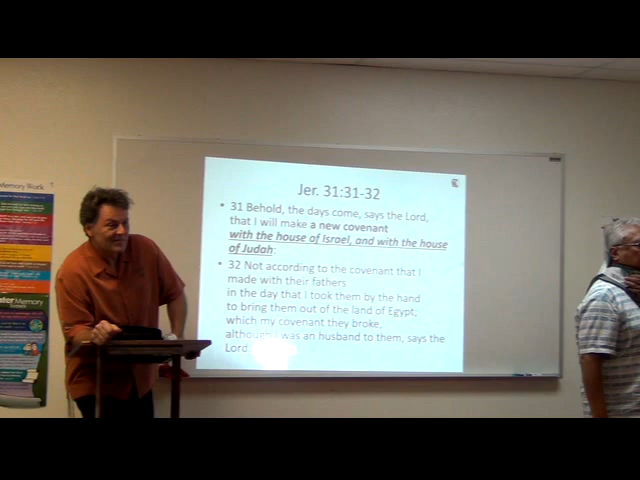 Jer. 31:31-32
• 31 Behold, the days come, says the Lord,
that I will make a new covenant
with the house of Israel, and with the house
of Judah:
• 32 Not according to the covenant that I
made with their fathers
in the day that I took them by the hand
to bring them out of the land of Egypt;
which my covenant they broke,
although I was an husband to them, says the
Lord:
Memory Work
ater Memory